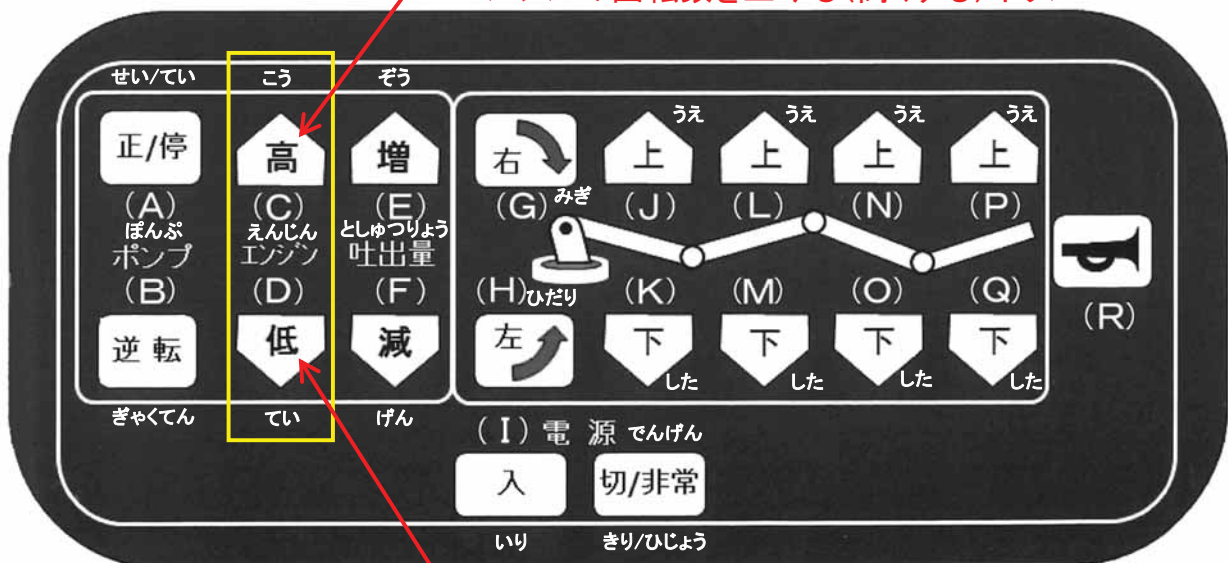 せい/てい こう ぞう
正/停 高 増 右 上 うえ 上 うえ 上 うえ 上 うえ
(A) (C) (E) (G) みぎ (J) (L) (N) (P)
ぽんぷ えんじん としゅつりょう
ポンプ エンジン 吐出量
(B) (D) (F) (H) ひだり (K) (M) (O) (Q) (R)
逆転 低 減 左 下 した 下 した 下 した 下 した
ぎゃくてん てい げん
(I) 電源 でんげん
入 切/非常
いり きり/ひじょう